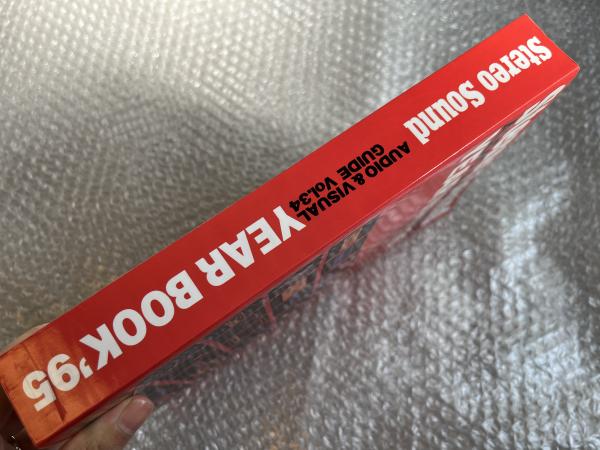 Stereo Sound
AUDIO & VISUAL
GUIDE Vol.34
YEAR BOOK '95